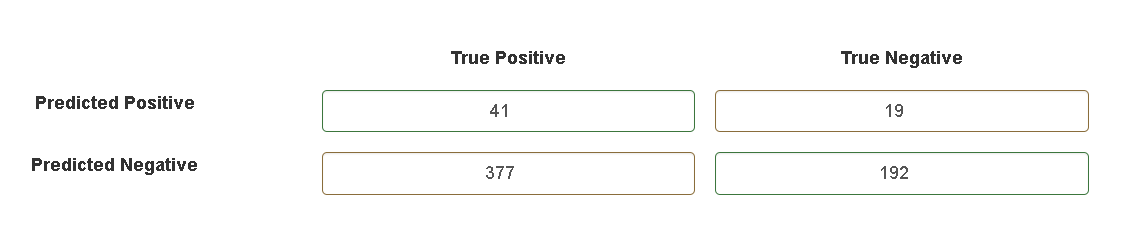 True Positive True Negative
Predicted Positive 41 19
Predicted Negative 377 192